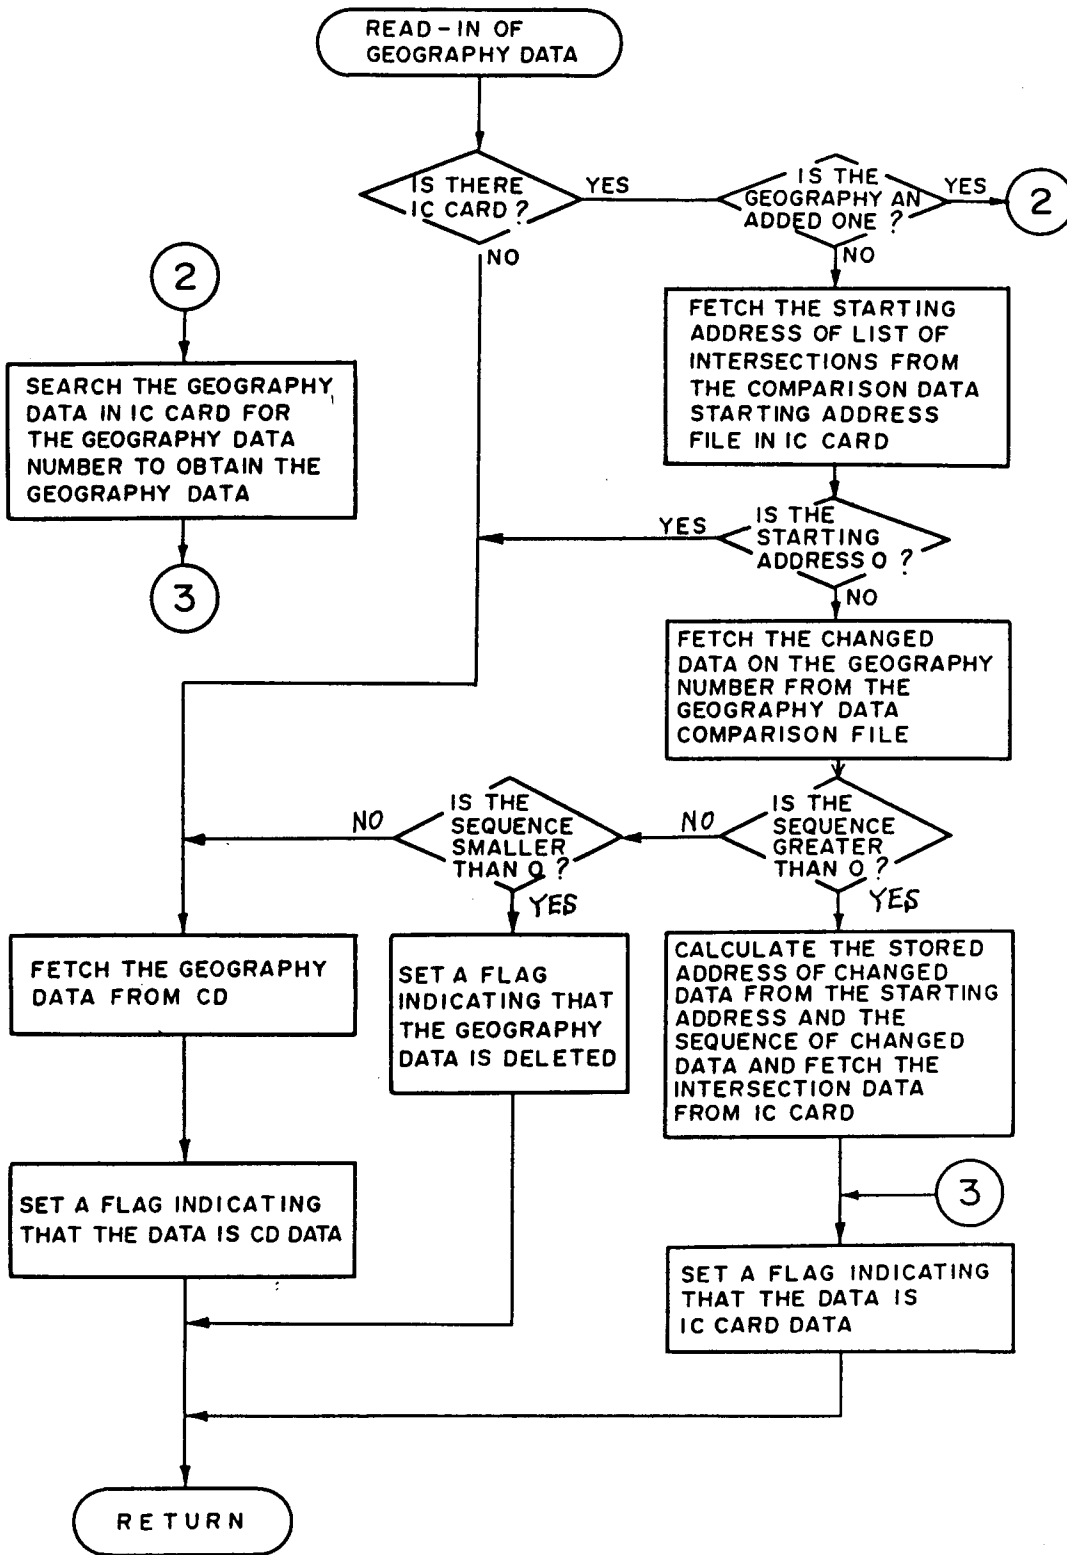 READ-IN OF
GEOGRAPHY DATA
IS THERE
IC CARD?
YES
NO
IS THE
GEOGRAPHY AN
ADDED ONE ?
YES
2
NO
FETCH THE STARTING
ADDRESS OF LIST OF
INTERSECTIONS FROM
THE COMPARISON DATA
STARTING ADDRESS
FILE IN IC CARD
2
SEARCH THE GEOGRAPHY
DATA IN IC CARD FOR
THE GEOGRAPHY DATA
NUMBER TO OBTAIN THE
GEOGRAPHY DATA
3
IS THE
STARTING
ADDRESS 0 ?
YES
NO
FETCH THE CHANGED
DATA ON THE GEOGRAPHY
NUMBER FROM THE
GEOGRAPHY DATA
COMPARISON FILE
IS THE
SEQUENCE
GREATER
THAN 0 ?
NO
YES
IS THE
SEQUENCE
SMALLER
THAN 0 ?
NO
YES
FETCH THE GEOGRAPHY
DATA FROM CD
SET A FLAG
INDICATING THAT
THE GEOGRAPHY
DATA IS DELETED
CALCULATE THE STORED
ADDRESS OF CHANGED
DATA FROM THE STARTING
ADDRESS AND THE
SEQUENCE OF CHANGED
DATA AND FETCH THE
INTERSECTION DATA
FROM IC CARD
SET A FLAG INDICATING
THAT THE DATA IS CD DATA
3
SET A FLAG INDICATING
THAT THE DATA IS
IC CARD DATA
RETURN